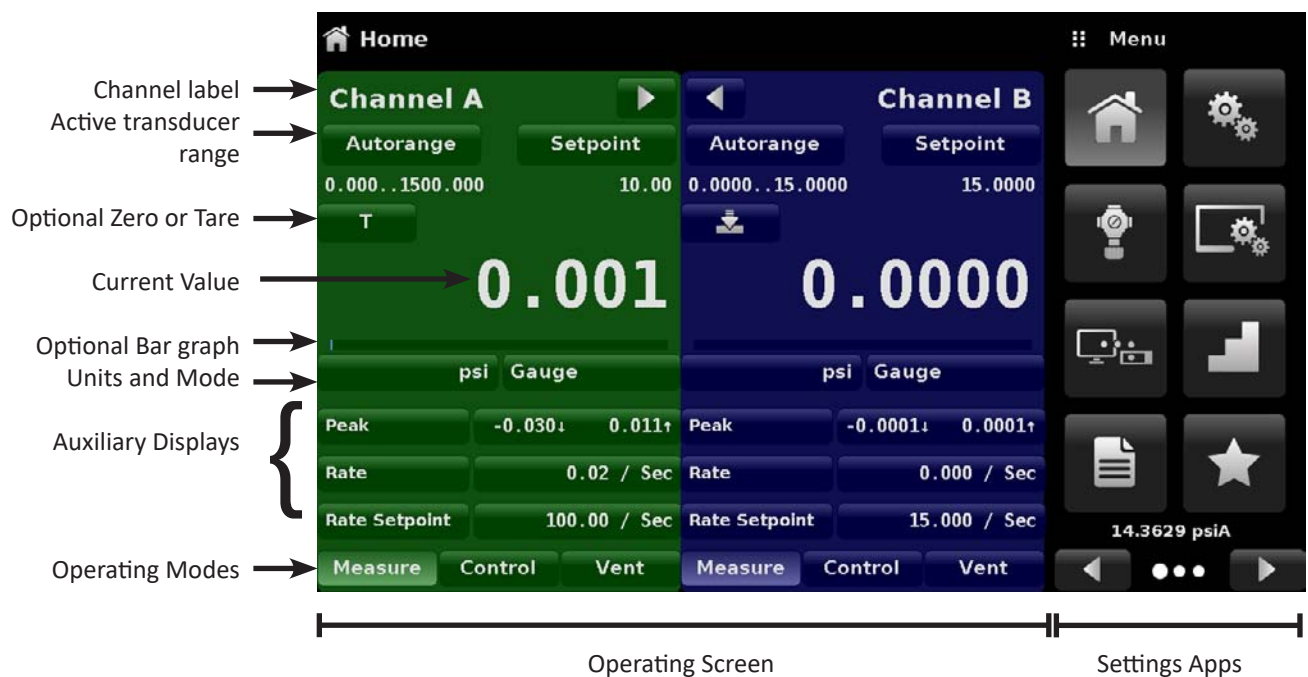 Home
Menu
Channel label
Active transducer
range
Optional Zero or Tare
Current Value
Optional Bar graph
Units and Mode
Auxiliary Displays
Operating Modes
Channel A
Autorange Setpoint
0.000..1500.000 10.00
T
0.001
psi Gauge
Peak -0.030↓ 0.011↑
Rate 0.02 / Sec
Rate Setpoint 100.00 / Sec
Measure Control Vent
Channel B
Autorange Setpoint
0.0000..15.0000 15.0000
0.0000
psi Gauge
Peak -0.0001↓ 0.0001↑
Rate 0.000 / Sec
Rate Setpoint 15.000 / Sec
Measure Control Vent
14.3629 psiA
Operating Screen
Settings Apps